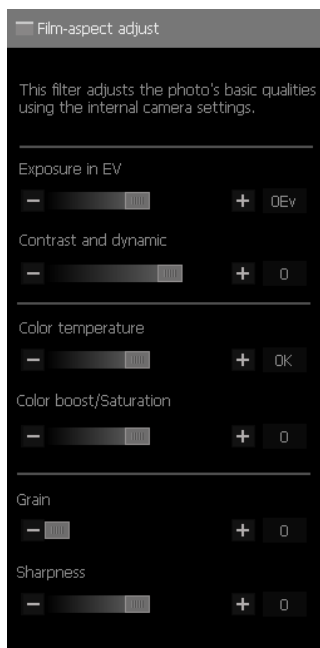 Film-aspect adjust
This filter adjusts the photo's basic qualities
using the internal camera settings.
Exposure in EV
− + 0Ev
Contrast and dynamic
− + 0
Color temperature
− + 0K
Color boost/Saturation
− + 0
Grain
− + 0
Sharpness
− + 0